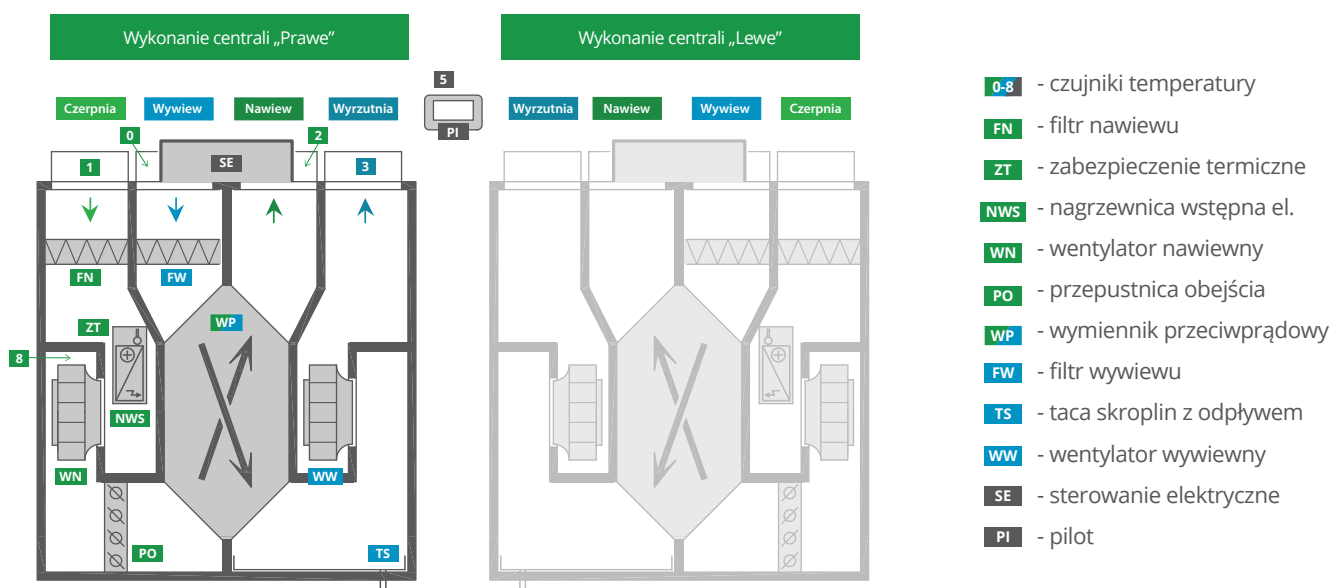 Wykonanie centrali „Prawe”
Wykonanie centrali „Lewe”
5
PI
Czerpnia
Wywiew
Nawiew
Wyrzutnia
Wyrzutnia
Nawiew
Wywiew
Czerpnia
0
2
1
SE
3
FN
FW
ZT
WP
8
NWS
WN
WW
PO
TS
0-8 - czujniki temperatury
FN - filtr nawiewu
ZT - zabezpieczenie termiczne
NWS - nagrzewnica wstępna el.
WN - wentylator nawiewny
PO - przepustnica obejścia
WP - wymiennik przeciwprądowy
FW - filtr wywiewu
TS - taca skroplin z odpływem
WW - wentylator wywiewny
SE - sterowanie elektryczne
PI - pilot